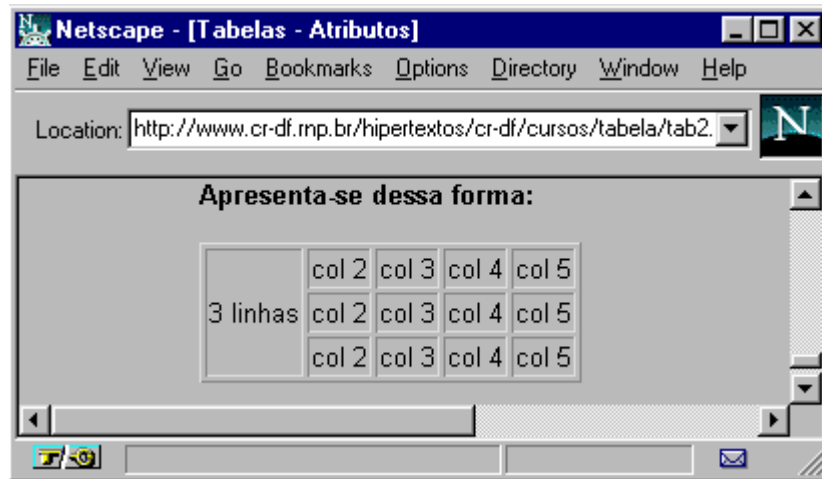 Netscape - [Tabelas - Atributos]
File Edit View Go Bookmarks Options Directory Window Help
Location: http://www.cr-df.rnp.br/hipertextos/cr-df/cursos/tabela/tab2. N
Apresenta-se dessa forma:
col 2 col 3 col 4 col 5
3 linhas col 2 col 3 col 4 col 5
col 2 col 3 col 4 col 5